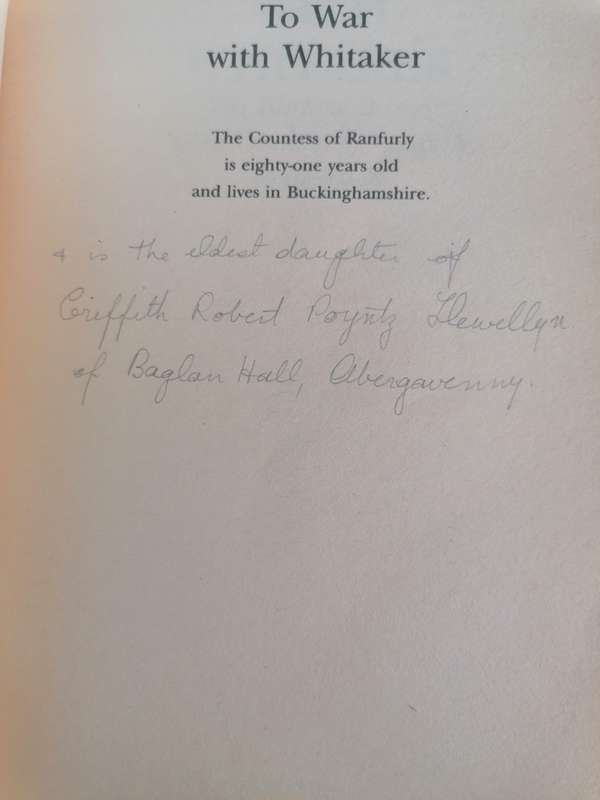 To War
with Whitaker
The Countess of Ranfurly
is eighty-one years old
and lives in Buckinghamshire.
+ is the eldest daughter of
Griffith Robert Poyntz Llewellyn
of Baglan Hall, Abergavenny.